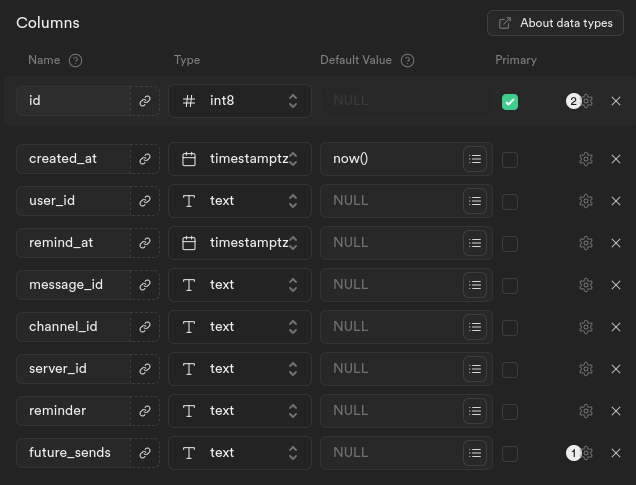 Columns
About data types
Name ? Type Default Value ? Primary
id # int8 NULL 2
created_at timestamptz now()
user_id T text NULL
remind_at timestamptz NULL
message_id T text NULL
channel_id T text NULL
server_id T text NULL
reminder T text NULL
future_sends T text NULL 1